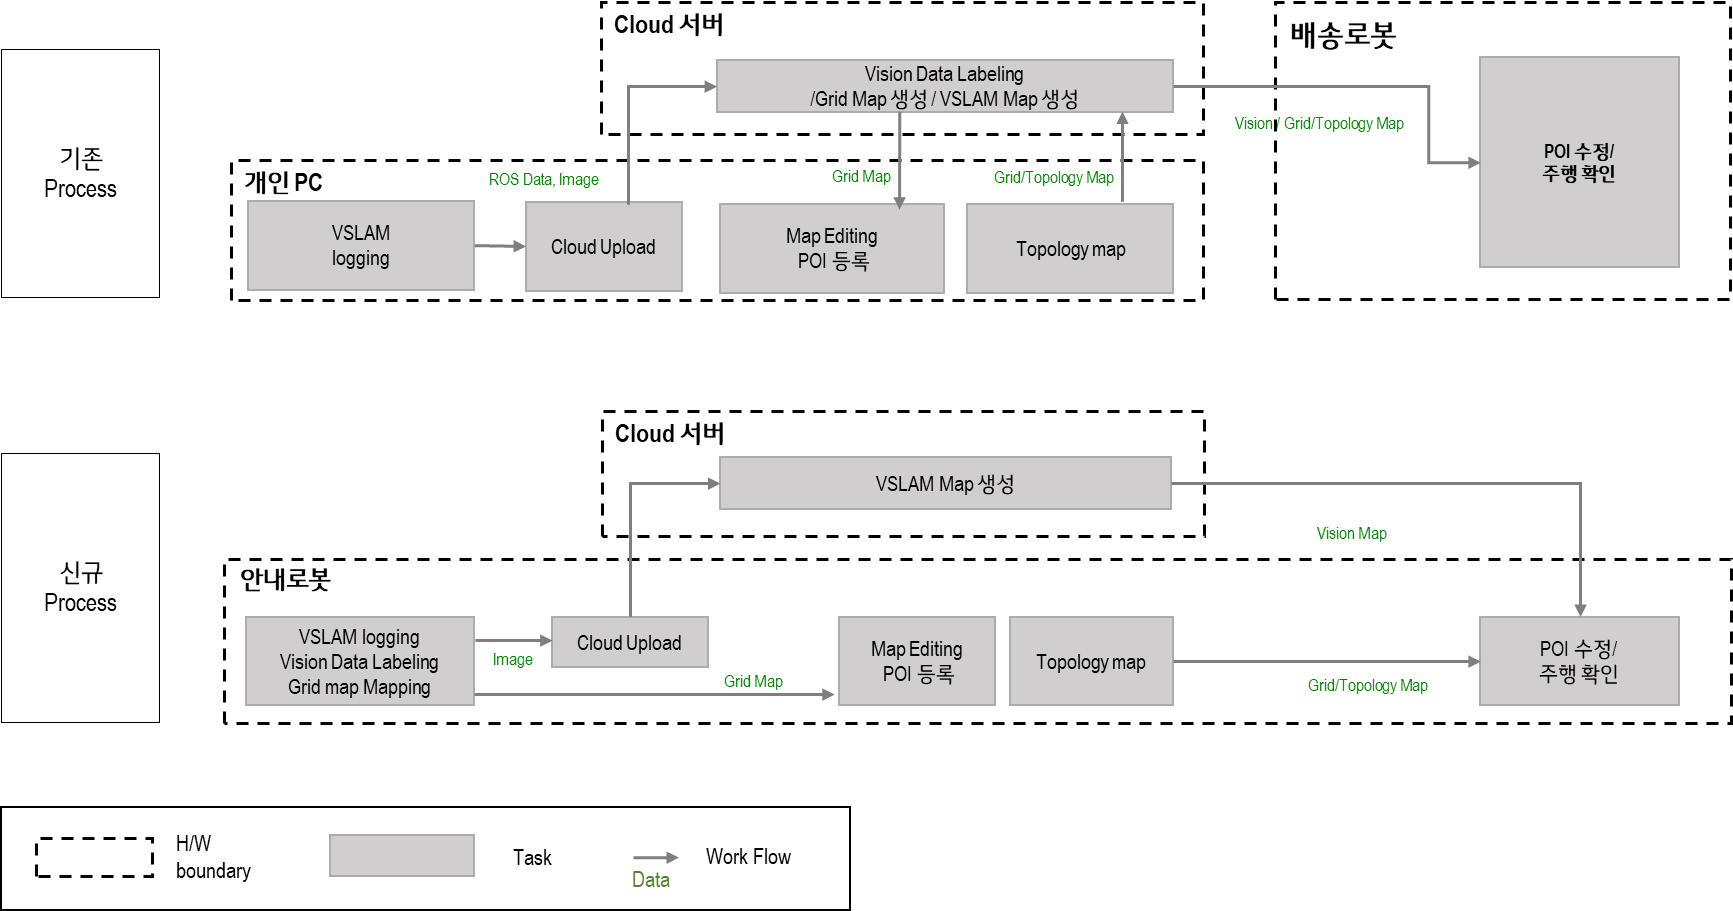 기존
Process
Cloud 서버
Vision Data Labeling
/Grid Map 생성 / VSLAM Map 생성
배송로봇
Vision / Grid/Topology Map
POI 수정/
주행 확인
개인 PC
ROS Data, Image
Grid Map
Grid/Topology Map
VSLAM
logging
Cloud Upload
Map Editing
POI 등록
Topology map
신규
Process
Cloud 서버
VSLAM Map 생성
Vision Map
안내로봇
VSLAM logging
Vision Data Labeling
Grid map Mapping
Image
Cloud Upload
Grid Map
Map Editing
POI 등록
Topology map
Grid/Topology Map
POI 수정/
주행 확인
H/W
boundary
Task
Data
Work Flow